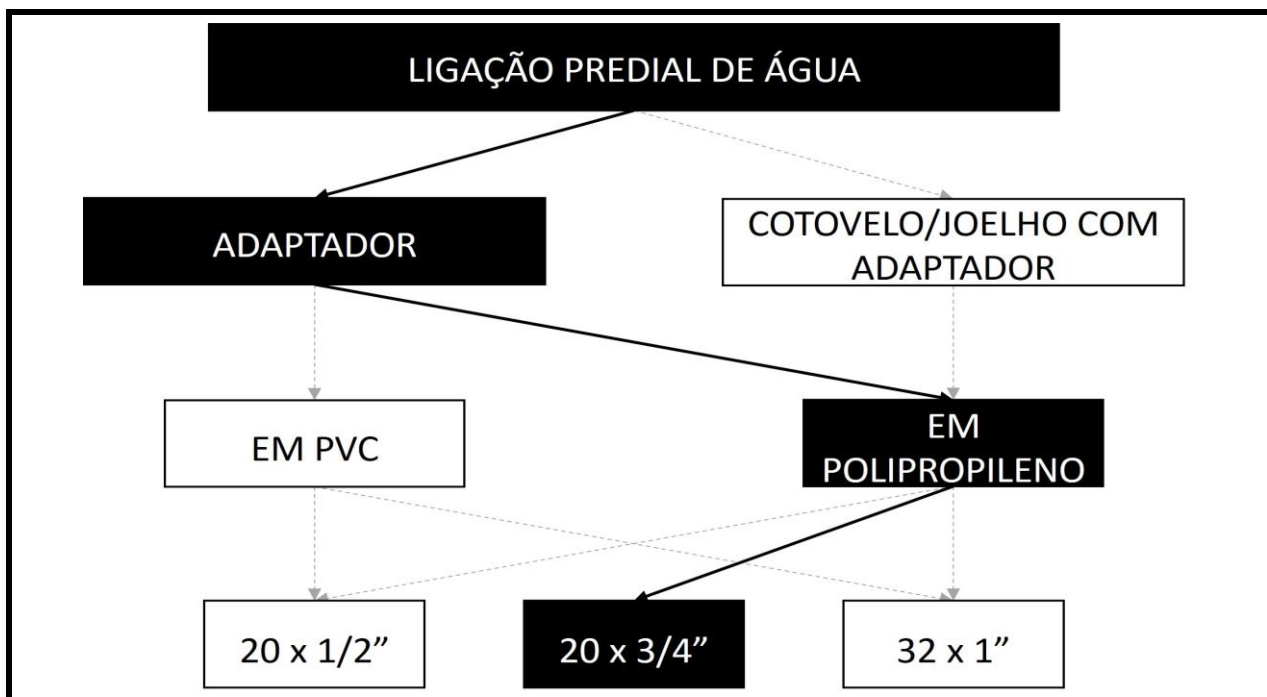 LIGAÇÃO PREDIAL DE ÁGUA
ADAPTADOR
COTOVELO/JOELHO COM
ADAPTADOR
EM PVC
EM
POLIPROPILENO
20 x 1/2”
20 x 3/4”
32 x 1”